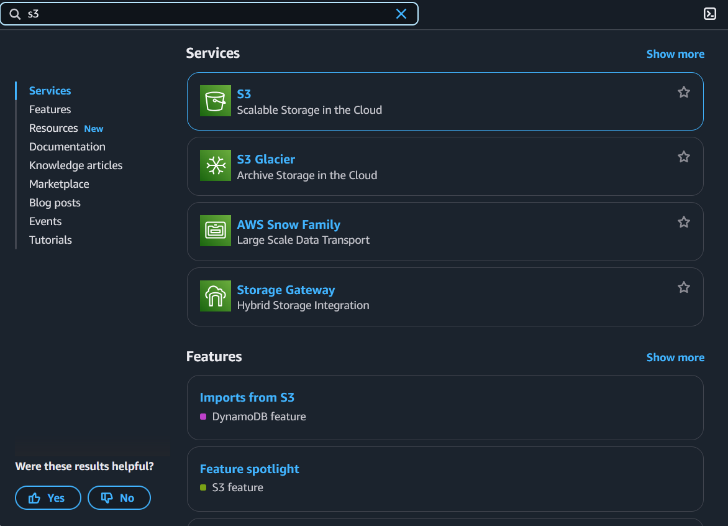 s3
Services
Features
Resources New
Documentation
Knowledge articles
Marketplace
Blog posts
Events
Tutorials
Were these results helpful?
Yes
No
Services
Show more
S3
Scalable Storage in the Cloud
S3 Glacier
Archive Storage in the Cloud
AWS Snow Family
Large Scale Data Transport
Storage Gateway
Hybrid Storage Integration
Features
Show more
Imports from S3
DynamoDB feature
Feature spotlight
S3 feature